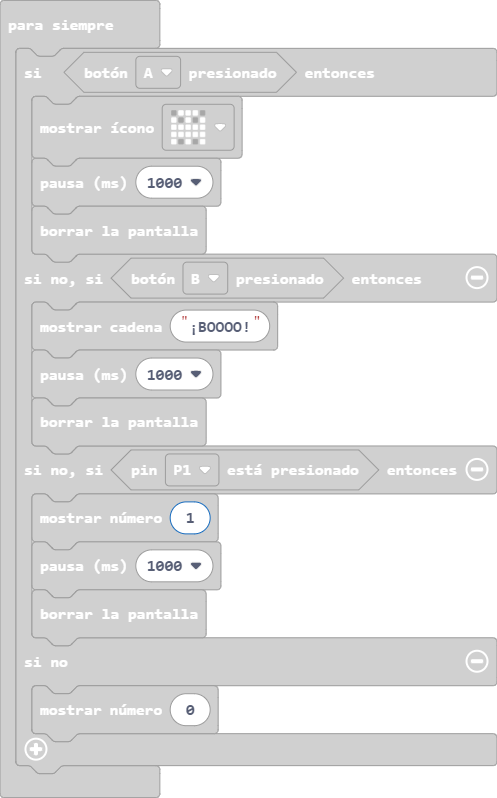 para siempre
si botón A presionado entonces
mostrar ícono
pausa (ms) 1000
borrar la pantalla
si no, si botón B presionado entonces
mostrar cadena "¡BOOOO!"
pausa (ms) 1000
borrar la pantalla
si no, si pin P1 está presionado entonces
mostrar número 1
pausa (ms) 1000
borrar la pantalla
si no
mostrar número 0